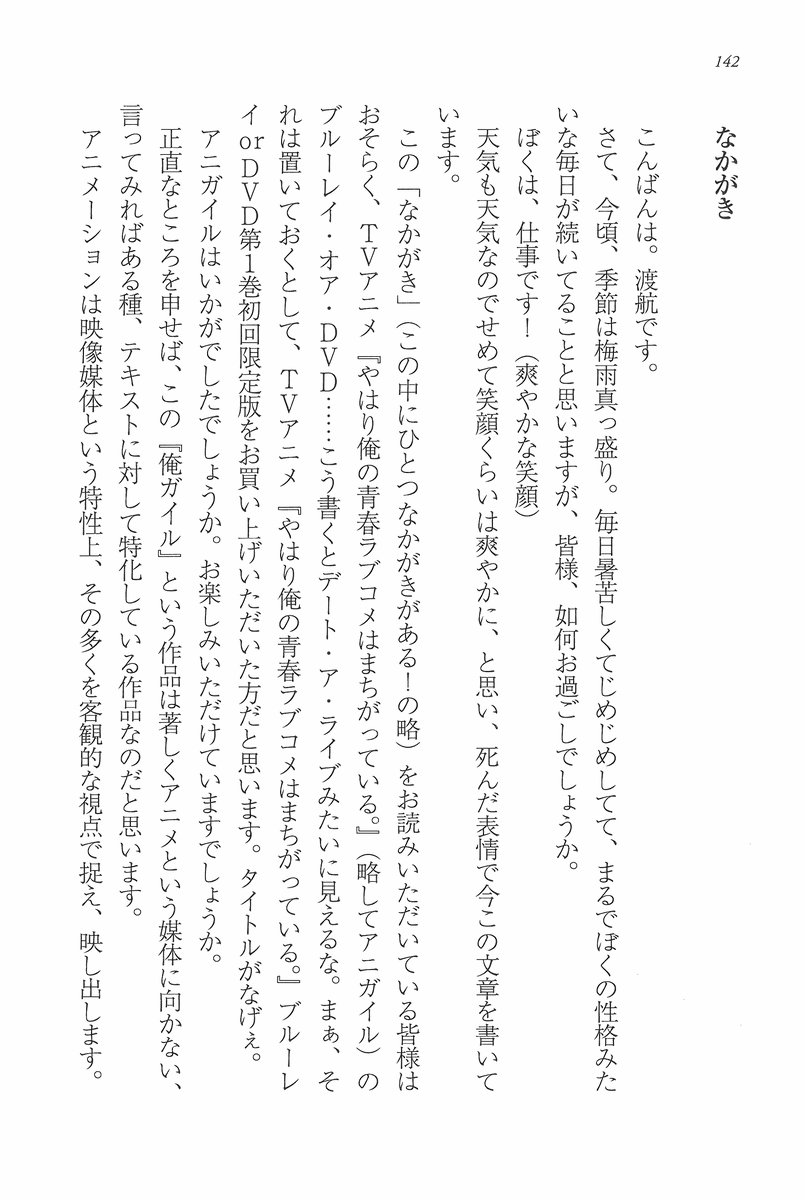 142
なかがき
こんばんは。渡航です。
さて、今頃、季節は梅雨真っ盛り。毎日暑苦しくてじめじめしてて、まるでぼくの性格みた
いな毎日が続いてることと思いますが、皆様、如何お過ごしでしょうか。
ぼくは、仕事です！（爽やかな笑顔）
天気も天気なのでせめて笑顔くらいは爽やかに、と思い、死んだ表情で今この文章を書いて
います。
この「なかがき」（この中にひとつなかがきがある！の略）をお読みいただいている皆様は
おそらく、ＴＶアニメ『やはり俺の青春ラブコメはまちがっている。』（略してアニガイル）の
ブルーレイ・オア・ＤＶＤ……こう書くとデート・ア・ライブみたいに見えるな。まぁ、そ
れは置いておくとして、ＴＶアニメ『やはり俺の青春ラブコメはまちがっている。』ブルーレ
イorＤＶＤ第１巻初回限定版をお買い上げいただいた方だと思います。タイトルがなげぇ。
アニガイルはいかがでしたでしょうか。お楽しみいただけていますでしょうか。
正直なところを申せば、この『俺ガイル』という作品は著しくアニメという媒体に向かない、
言ってみればある種、テキストに対して特化している作品なのだと思います。
アニメーションは映像媒体という特性上、その多くを客観的な視点で捉え、映し出します。